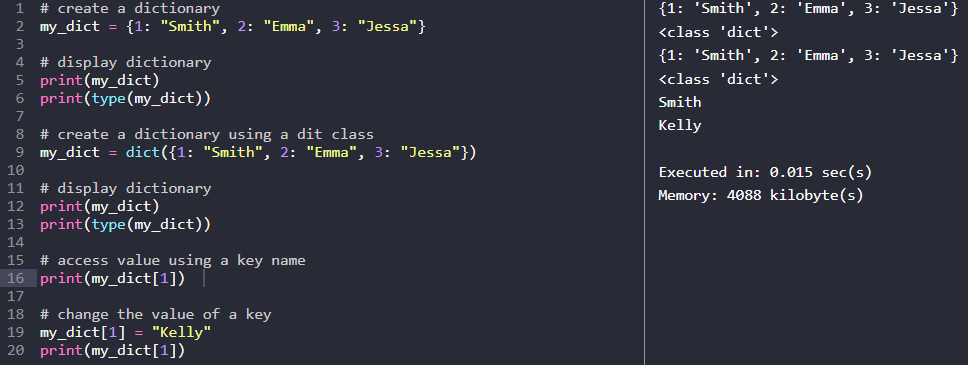 1 # create a dictionary
2 my_dict = {1: "Smith", 2: "Emma", 3: "Jessa"}
3
4 # display dictionary
5 print(my_dict)
6 print(type(my_dict))
7
8 # create a dictionary using a dit class
9 my_dict = dict({1: "Smith", 2: "Emma", 3: "Jessa"})
10
11 # display dictionary
12 print(my_dict)
13 print(type(my_dict))
14
15 # access value using a key name
16 print(my_dict[1])
17
18 # change the value of a key
19 my_dict[1] = "Kelly"
20 print(my_dict[1])
{1: 'Smith', 2: 'Emma', 3: 'Jessa'}
<class 'dict'>
{1: 'Smith', 2: 'Emma', 3: 'Jessa'}
<class 'dict'>
Smith
Kelly
Executed in: 0.015 sec(s)
Memory: 4088 kilobyte(s)